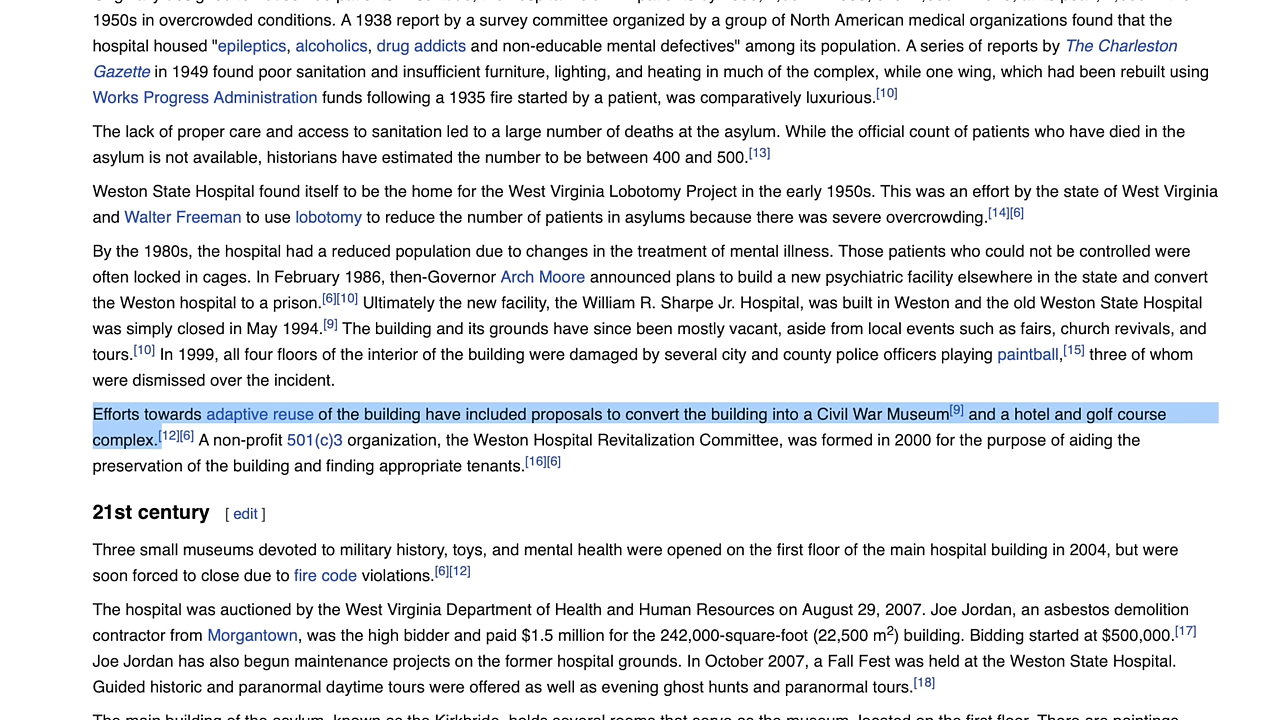 1950s in overcrowded conditions. A 1938 report by a survey committee organized by a group of North American medical organizations found that the
hospital housed "epileptics, alcoholics, drug addicts and non-educable mental defectives" among its population. A series of reports by The Charleston
Gazette in 1949 found poor sanitation and insufficient furniture, lighting, and heating in much of the complex, while one wing, which had been rebuilt using
Works Progress Administration funds following a 1935 fire started by a patient, was comparatively luxurious.[10]
The lack of proper care and access to sanitation led to a large number of deaths at the asylum. While the official count of patients who have died in the
asylum is not available, historians have estimated the number to be between 400 and 500.[13]
Weston State Hospital found itself to be the home for the West Virginia Lobotomy Project in the early 1950s. This was an effort by the state of West Virginia
and Walter Freeman to use lobotomy to reduce the number of patients in asylums because there was severe overcrowding.[14][6]
By the 1980s, the hospital had a reduced population due to changes in the treatment of mental illness. Those patients who could not be controlled were
often locked in cages. In February 1986, then-Governor Arch Moore announced plans to build a new psychiatric facility elsewhere in the state and convert
the Weston hospital to a prison.[6][10] Ultimately the new facility, the William R. Sharpe Jr. Hospital, was built in Weston and the old Weston State Hospital
was simply closed in May 1994.[9] The building and its grounds have since been mostly vacant, aside from local events such as fairs, church revivals, and
tours.[10] In 1999, all four floors of the interior of the building were damaged by several city and county police officers playing paintball,[15] three of whom
were dismissed over the incident.
Efforts towards adaptive reuse of the building have included proposals to convert the building into a Civil War Museum[9] and a hotel and golf course
complex.[12][6] A non-profit 501(c)3 organization, the Weston Hospital Revitalization Committee, was formed in 2000 for the purpose of aiding the
preservation of the building and finding appropriate tenants.[16][6]
21st century [ edit ]
Three small museums devoted to military history, toys, and mental health were opened on the first floor of the main hospital building in 2004, but were
soon forced to close due to fire code violations.[6][12]
The hospital was auctioned by the West Virginia Department of Health and Human Resources on August 29, 2007. Joe Jordan, an asbestos demolition
contractor from Morgantown, was the high bidder and paid $1.5 million for the 242,000-square-foot (22,500 m2) building. Bidding started at $500,000.[17]
Joe Jordan has also begun maintenance projects on the former hospital grounds. In October 2007, a Fall Fest was held at the Weston State Hospital.
Guided historic and paranormal daytime tours were offered as well as evening ghost hunts and paranormal tours.[18]
The main building of the asylum, known as the Kirkbride, holds several rooms that serve as the museum, located on the first floor. There are paintings,